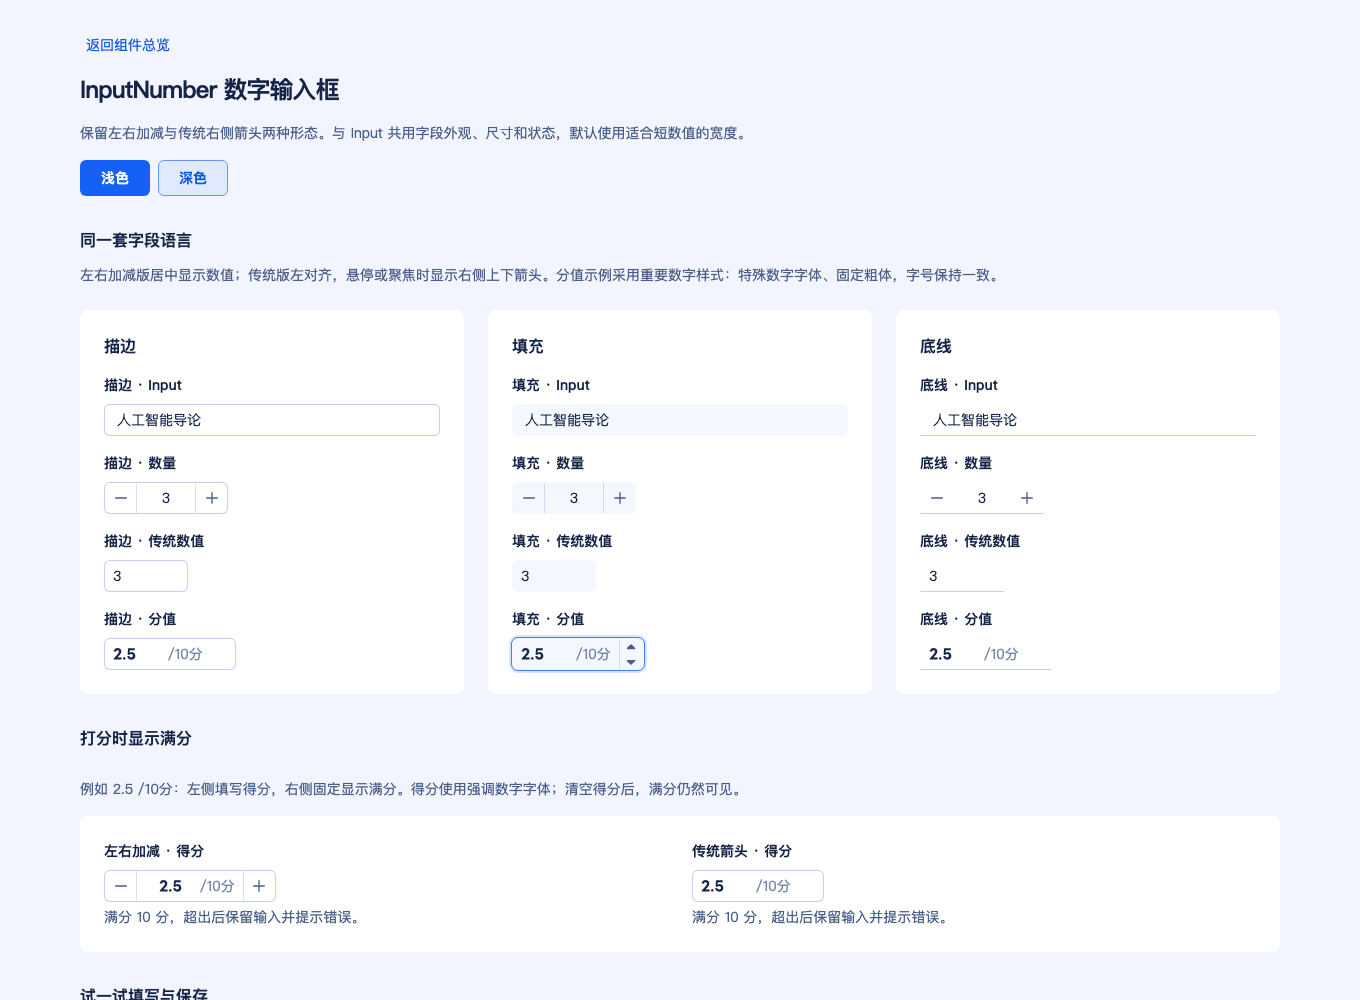 返回组件总览
InputNumber 数字输入框
保留左右加减与传统右侧箭头两种形态。与 Input 共用字段外观、尺寸和状态，默认使用适合短数值的宽度。
浅色
深色
同一套字段语言
左右加减版居中显示数值；传统版左对齐，悬停或聚焦时显示右侧上下箭头。分值示例采用重要数字样式：特殊数字字体、固定粗体，字号保持一致。
描边
描边 · Input
人工智能导论
描边 · 数量
3
描边 · 传统数值
3
描边 · 分值
2.5 /10分
填充
填充 · Input
人工智能导论
填充 · 数量
3
填充 · 传统数值
3
填充 · 分值
2.5 /10分
底线
底线 · Input
人工智能导论
底线 · 数量
3
底线 · 传统数值
3
底线 · 分值
2.5 /10分
打分时显示满分
例如 2.5 /10分：左侧填写得分，右侧固定显示满分。得分使用强调数字字体；清空得分后，满分仍然可见。
左右加减 · 得分
2.5 /10分
满分 10 分，超出后保留输入并提示错误。
传统箭头 · 得分
2.5 /10分
满分 10 分，超出后保留输入并提示错误。
试一试填写与保存